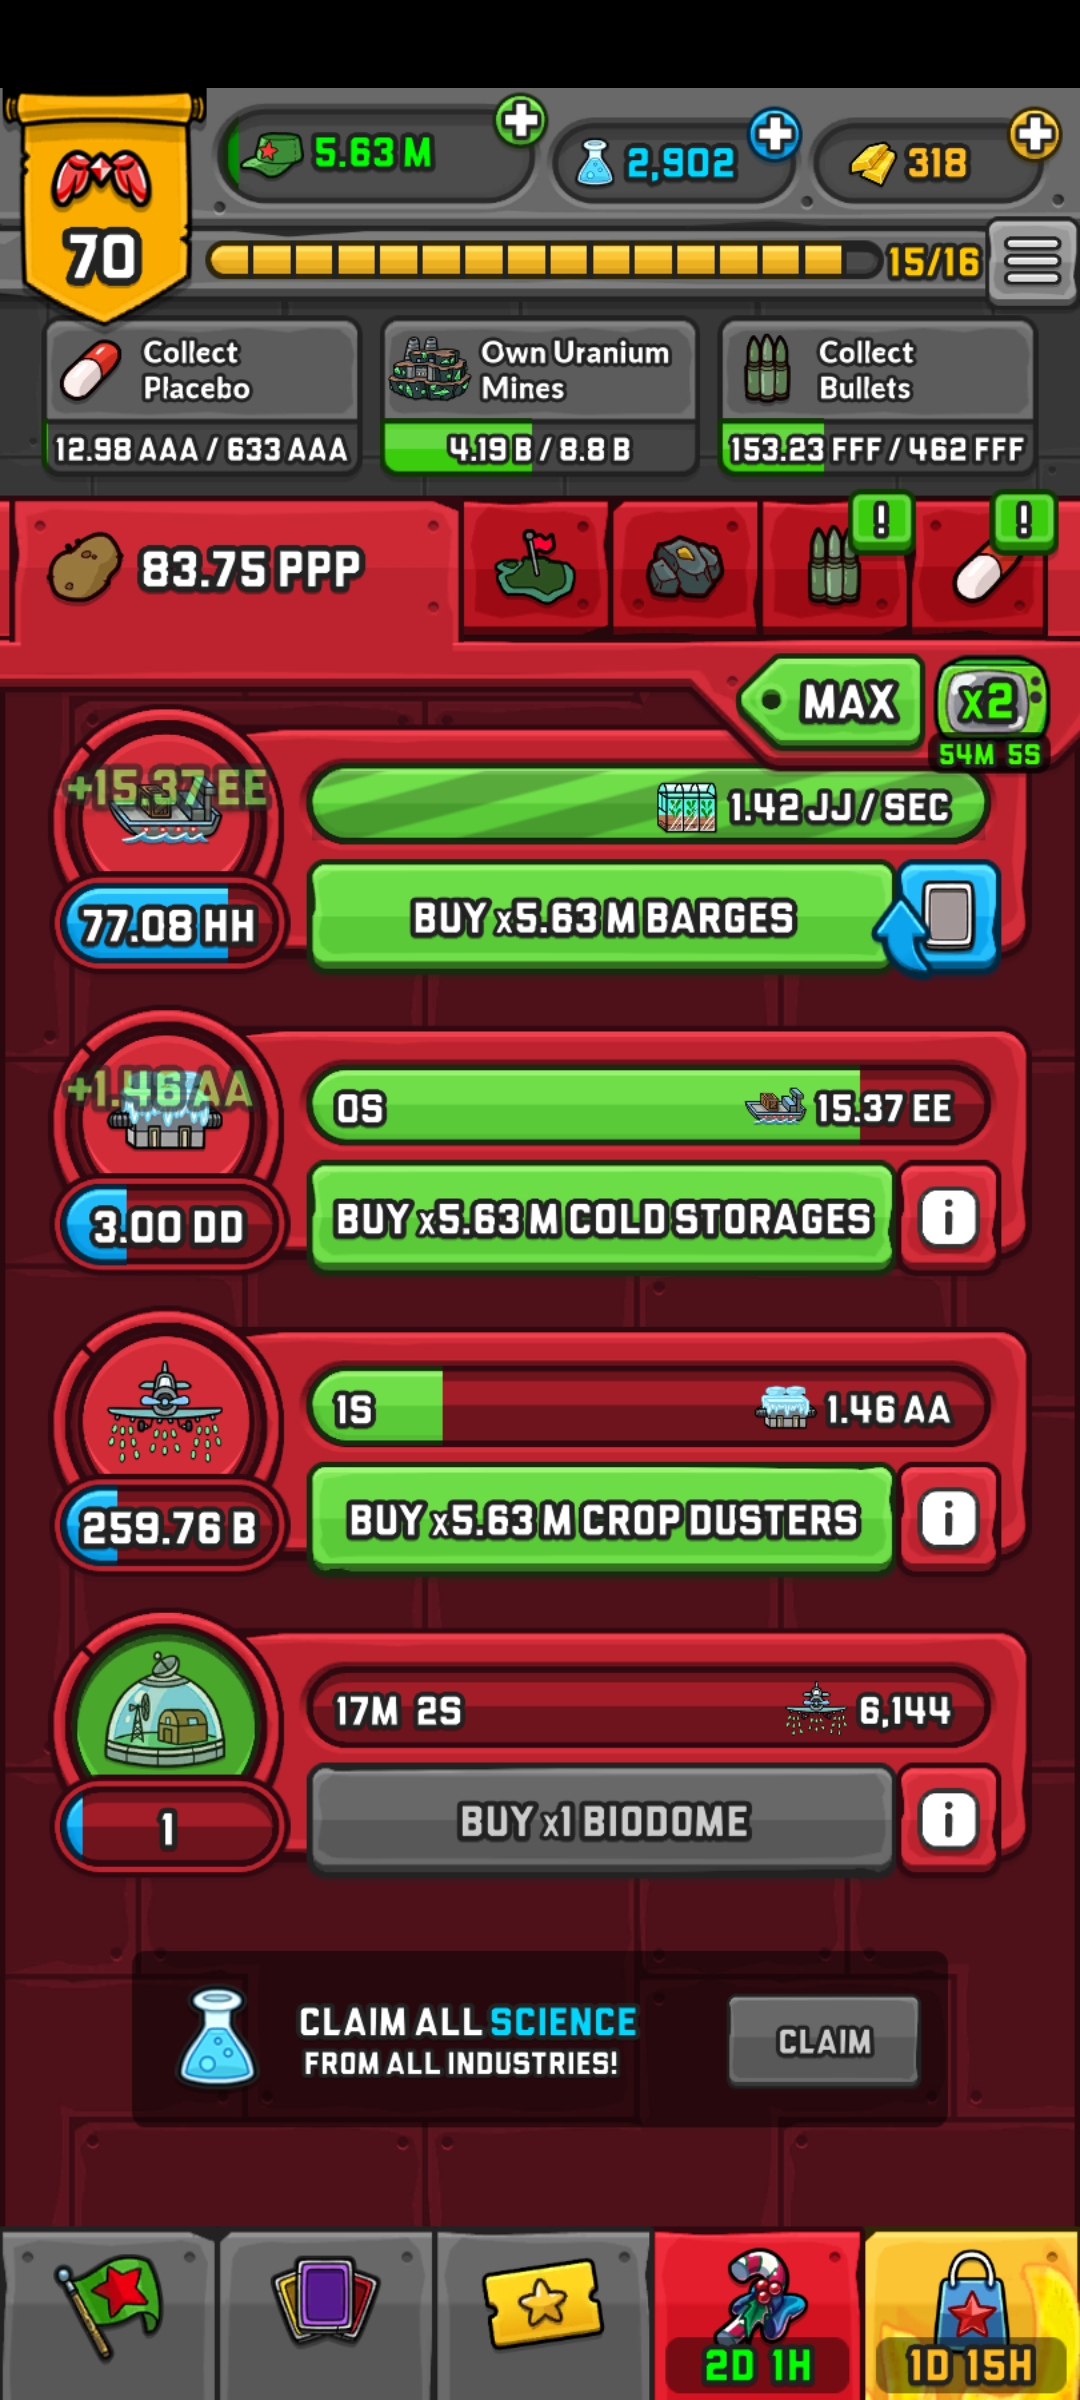 5.63 M
2,902
318
70
15/16
Collect
Placebo
12.98 AAA / 633 AAA
Own Uranium
Mines
4.19 B / 8.8 B
Collect
Bullets
153.23 FFF / 462 FFF
83.75 PPP
!
!
MAX
x2
54M 5S
+15.37 EE
1.42 JJ / SEC
77.08 HH
BUY x5.63 M BARGES
+1.46 AA
0S
15.37 EE
3.00 DD
BUY x5.63 M COLD STORAGES
i
1S
1.46 AA
259.76 B
BUY x5.63 M CROP DUSTERS
i
17M 2S
6,144
1
BUY x1 BIODOME
i
CLAIM ALL SCIENCE
FROM ALL INDUSTRIES!
CLAIM
2D 1H
1D 15H